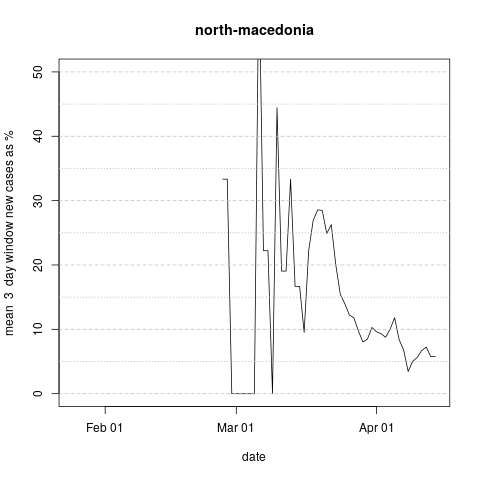 north-macedonia
mean 3 day window new cases as %
50
40
30
20
10
0
Feb 01
Mar 01
Apr 01
date